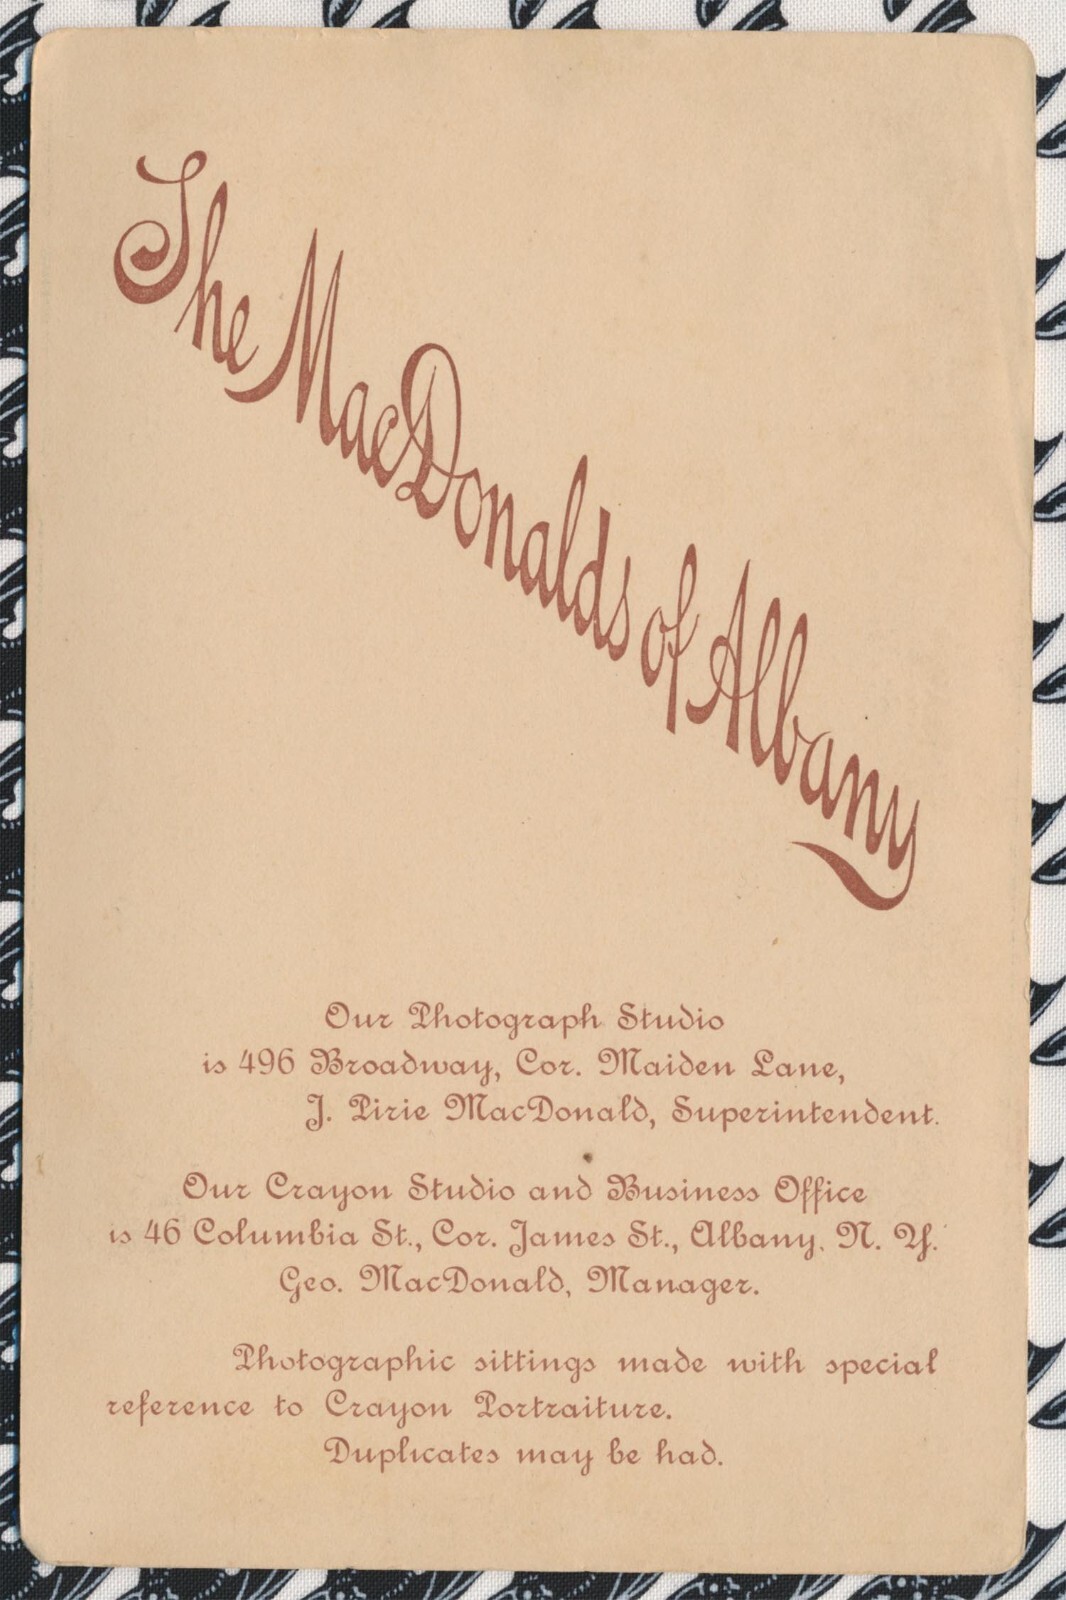 The MacDonalds of Albany
Our Photograph Studio
is 496 Broadway, Cor. Maiden Lane,
J. Pirie MacDonald, Superintendent.
Our Crayon Studio and Business Office
is 46 Columbia St., Cor. James St., Albany, N. Y.
Geo. MacDonald, Manager.
Photographic sittings made with special
reference to Crayon Portraiture.
Duplicates may be had.